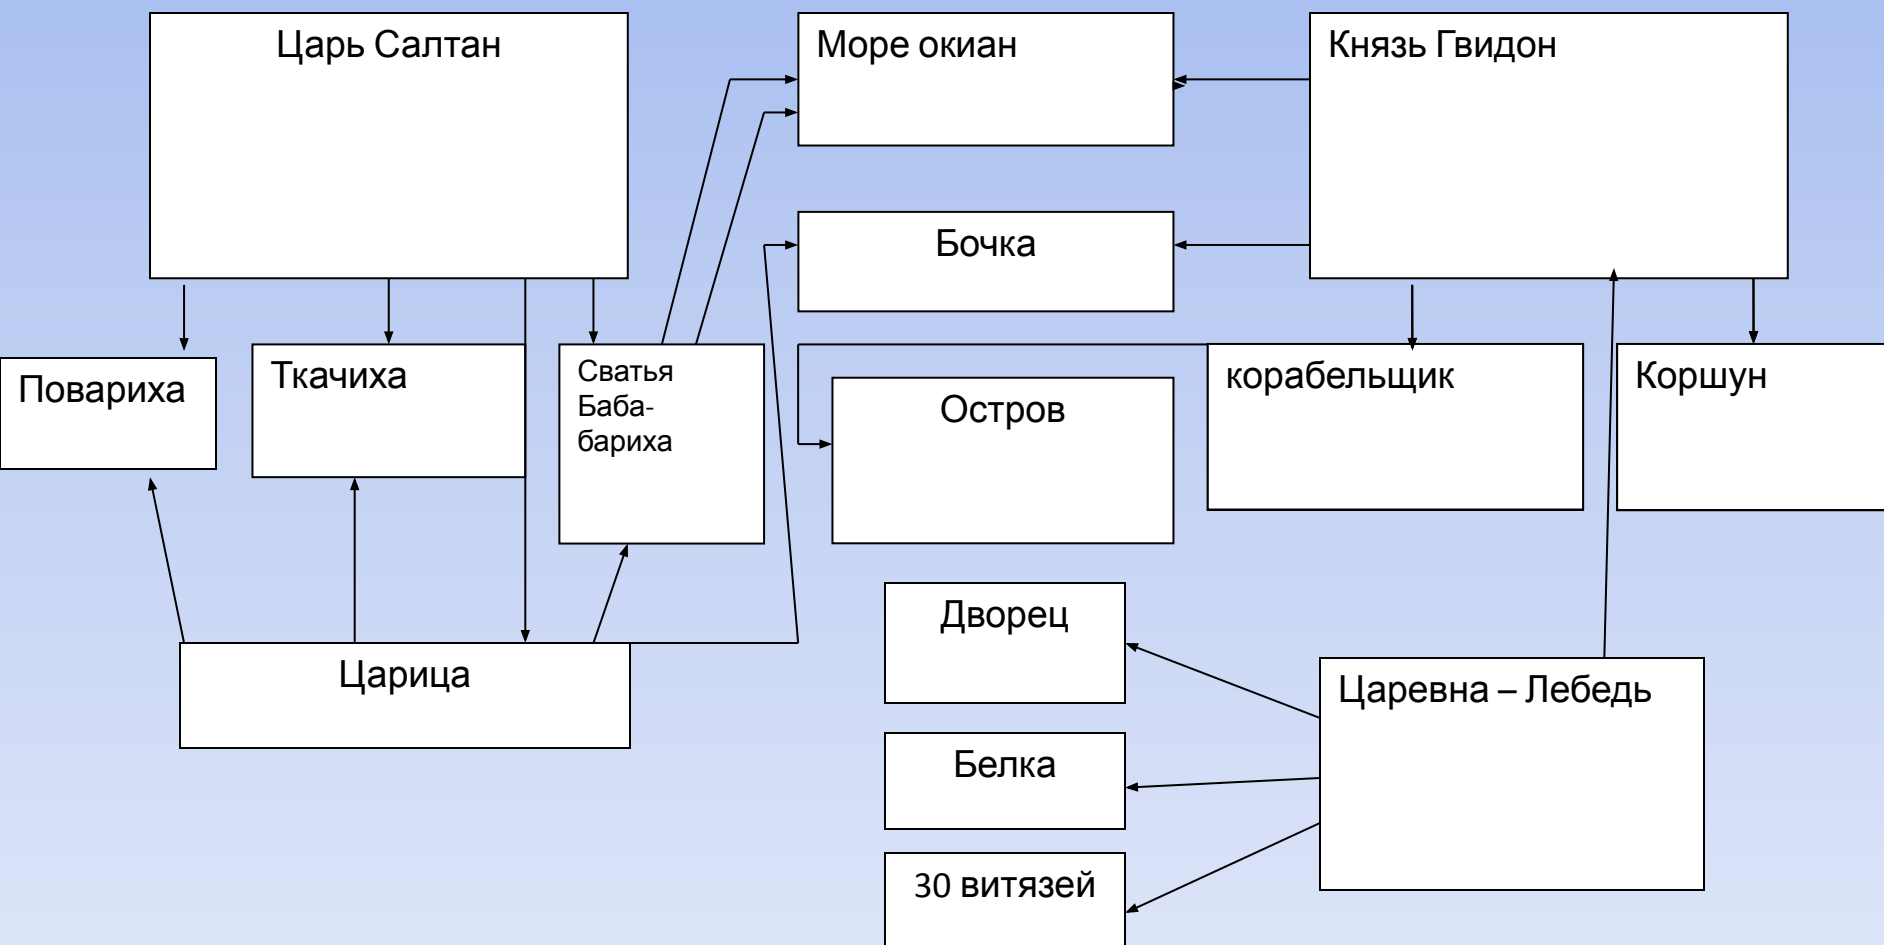 Царь Салтан
Море окиан
Князь Гвидон
Бочка
Повариха
Ткачиха
Сватья
Баба-
бариха
Остров
корабельщик
Коршун
Дворец
Царица
Царевна – Лебедь
Белка
30 витязей